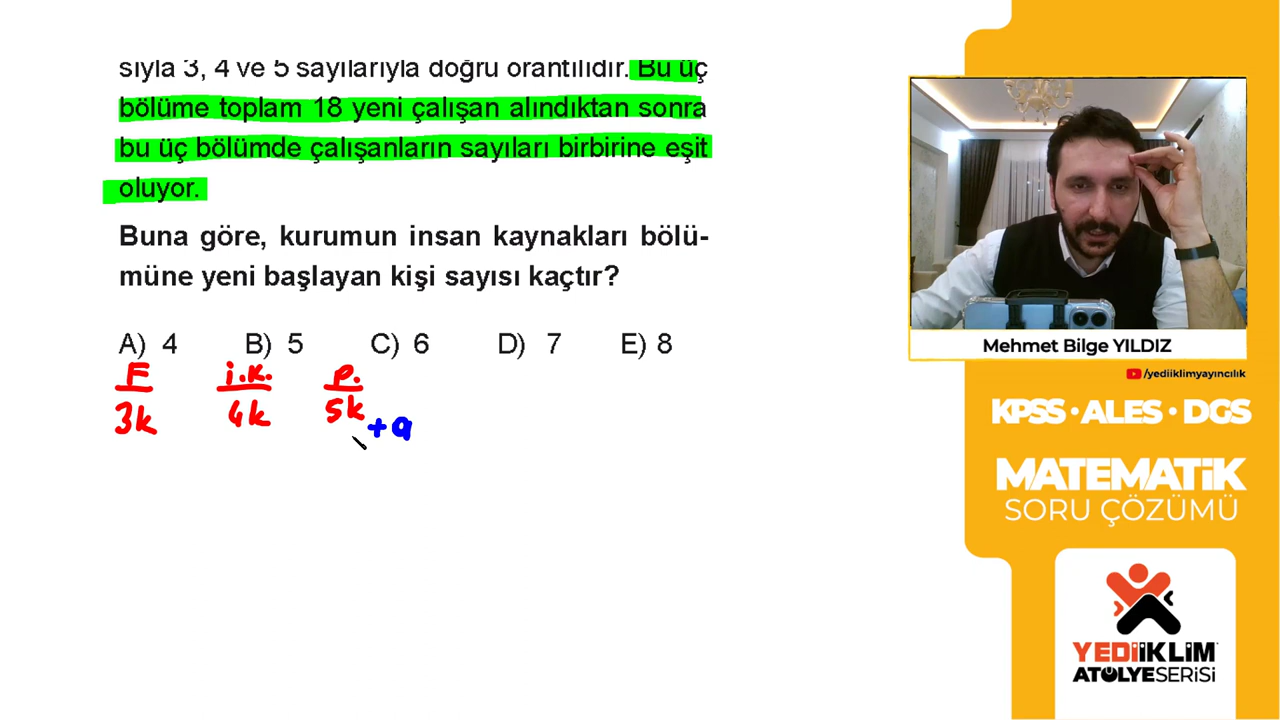 sıyla 3, 4 ve 5 sayılarıyla doğru orantılıdır. Bu üç
bölüme toplam 18 yeni çalışan alındıktan sonra
bu üç bölümde çalışanların sayıları birbirine eşit
oluyor.
Buna göre, kurumun insan kaynakları bölü-
müne yeni başlayan kişi sayısı kaçtır?
A) 4 B) 5 C) 6 D) 7 E) 8
F i.K. P.
3k 4k 5k +a
Mehmet Bilge YILDIZ
/yediiklimyayıncılık
KPSS • ALES • DGS
MATEMATİK
SORU ÇÖZÜMÜ
YEDİİKLİM
ATÖLYESERİSİ